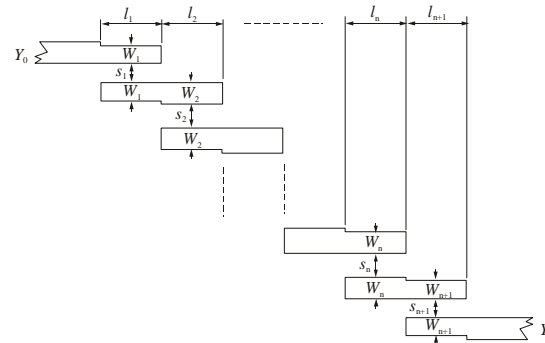 l₁ l₂ lₙ lₙ₊₁
Y₀ W₁
s₁
W₁ W₂
s₂
W₂
Wₙ
sₙ
Wₙ Wₙ₊₁
sₙ₊₁
Wₙ₊₁ Y